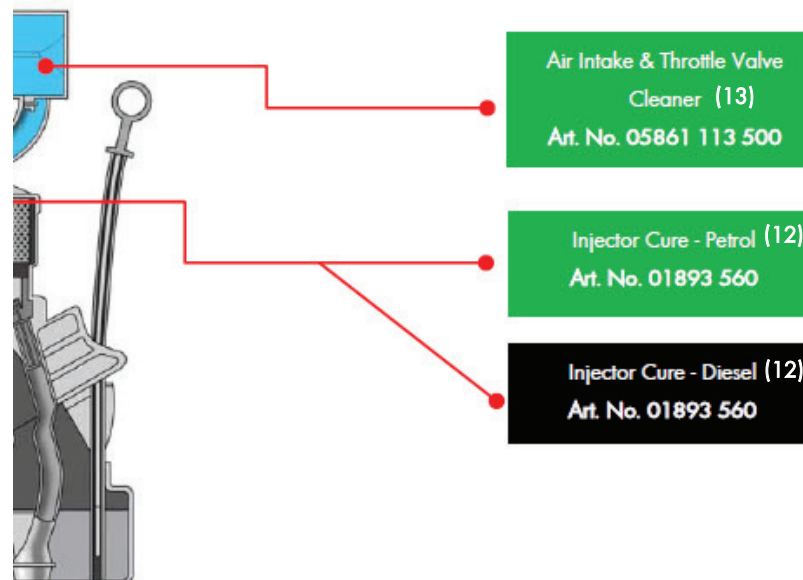 Air Intake & Throttle Valve
Cleaner (13)
Art. No. 05861 113 500
Injector Cure - Petrol (12)
Art. No. 01893 560
Injector Cure - Diesel (12)
Art. No. 01893 560